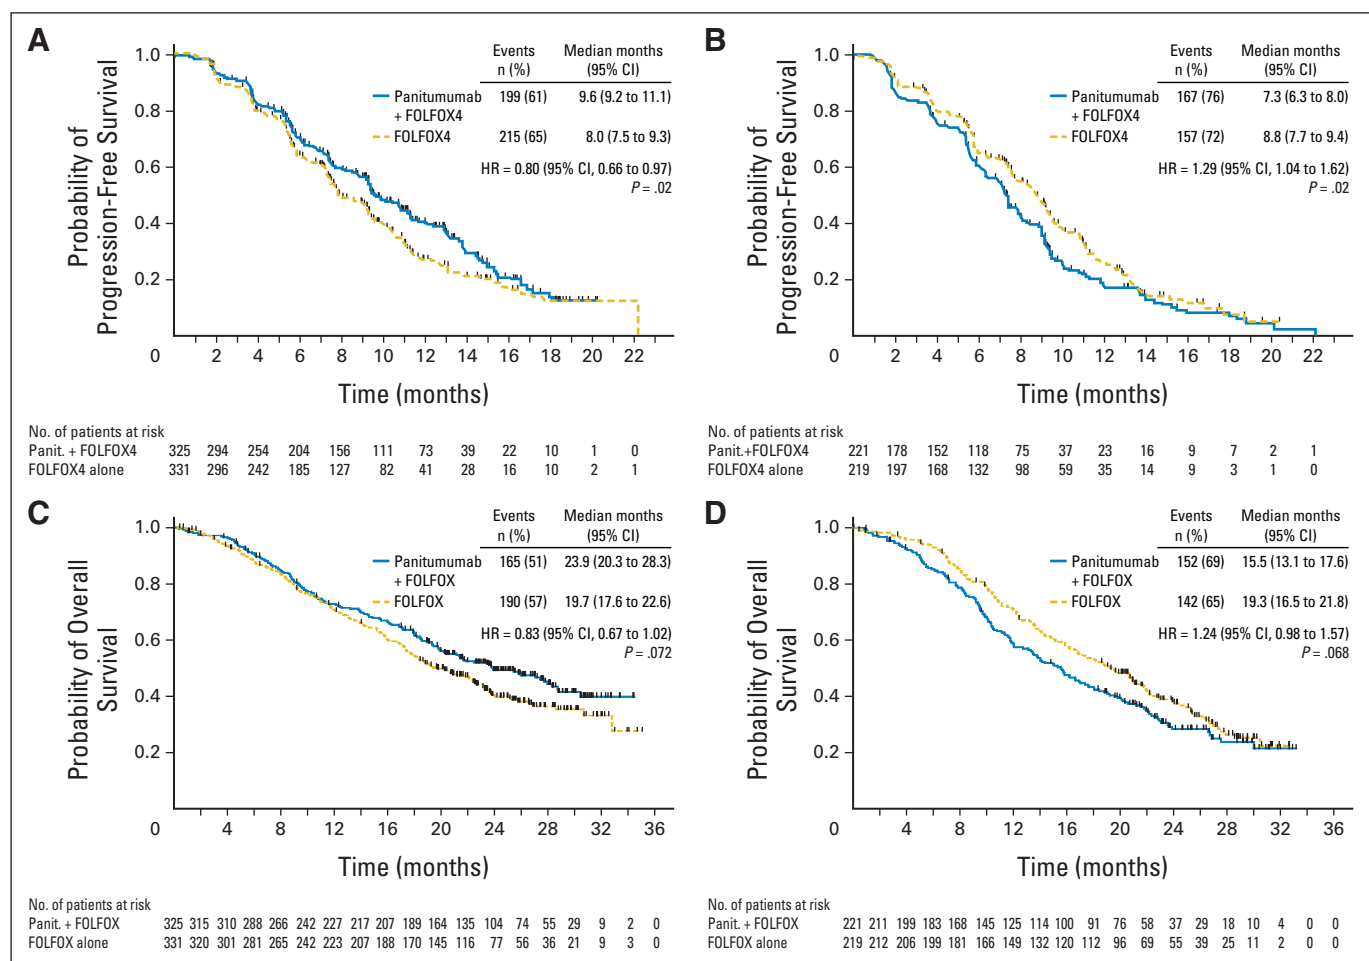 A
Probability of
Progression-Free Survival
1.0
0.8
0.6
0.4
0.2
Events Median months
n (%) (95% CI)
Panitumumab 199 (61) 9.6 (9.2 to 11.1)
+ FOLFOX4
FOLFOX4 215 (65) 8.0 (7.5 to 9.3)
HR = 0.80 (95% CI, 0.66 to 0.97)
P = .02
0 2 4 6 8 10 12 14 16 18 20 22
Time (months)
No. of patients at risk
Panit. + FOLFOX4 325 294 254 204 156 111 73 39 22 10 1 0
FOLFOX4 alone 331 296 242 185 127 82 41 28 16 10 2 1
B
Probability of
Progression-Free Survival
1.0
0.8
0.6
0.4
0.2
Events Median months
n (%) (95% CI)
Panitumumab 167 (76) 7.3 (6.3 to 8.0)
+ FOLFOX4
FOLFOX4 157 (72) 8.8 (7.7 to 9.4)
HR = 1.29 (95% CI, 1.04 to 1.62)
P = .02
0 2 4 6 8 10 12 14 16 18 20 22
Time (months)
No. of patients at risk
Panit.+FOLFOX4 221 178 152 118 75 37 23 16 9 7 2 1
FOLFOX4 alone 219 197 168 132 98 59 35 14 9 3 1 0
C
Probability of Overall
Survival
1.0
0.8
0.6
0.4
0.2
Events Median months
n (%) (95% CI)
Panitumumab 165 (51) 23.9 (20.3 to 28.3)
+ FOLFOX
FOLFOX 190 (57) 19.7 (17.6 to 22.6)
HR = 0.83 (95% CI, 0.67 to 1.02)
P = .072
0 4 8 12 16 20 24 28 32 36
Time (months)
No. of patients at risk
Panit. + FOLFOX 325 315 310 288 266 242 227 217 207 189 164 135 104 74 55 29 9 2 0
FOLFOX alone 331 320 301 281 265 242 223 207 188 170 145 116 77 56 36 21 9 3 0
D
Probability of Overall
Survival
1.0
0.8
0.6
0.4
0.2
Events Median months
n (%) (95% CI)
Panitumumab 152 (69) 15.5 (13.1 to 17.6)
+ FOLFOX
FOLFOX 142 (65) 19.3 (16.5 to 21.8)
HR = 1.24 (95% CI, 0.98 to 1.57)
P = .068
0 4 8 12 16 20 24 28 32 36
Time (months)
No. of patients at risk
Panit. + FOLFOX 221 211 199 183 168 145 125 114 100 91 76 58 37 29 18 10 4 0 0
FOLFOX alone 219 212 206 199 181 166 149 132 120 112 96 69 55 39 25 11 2 0 0